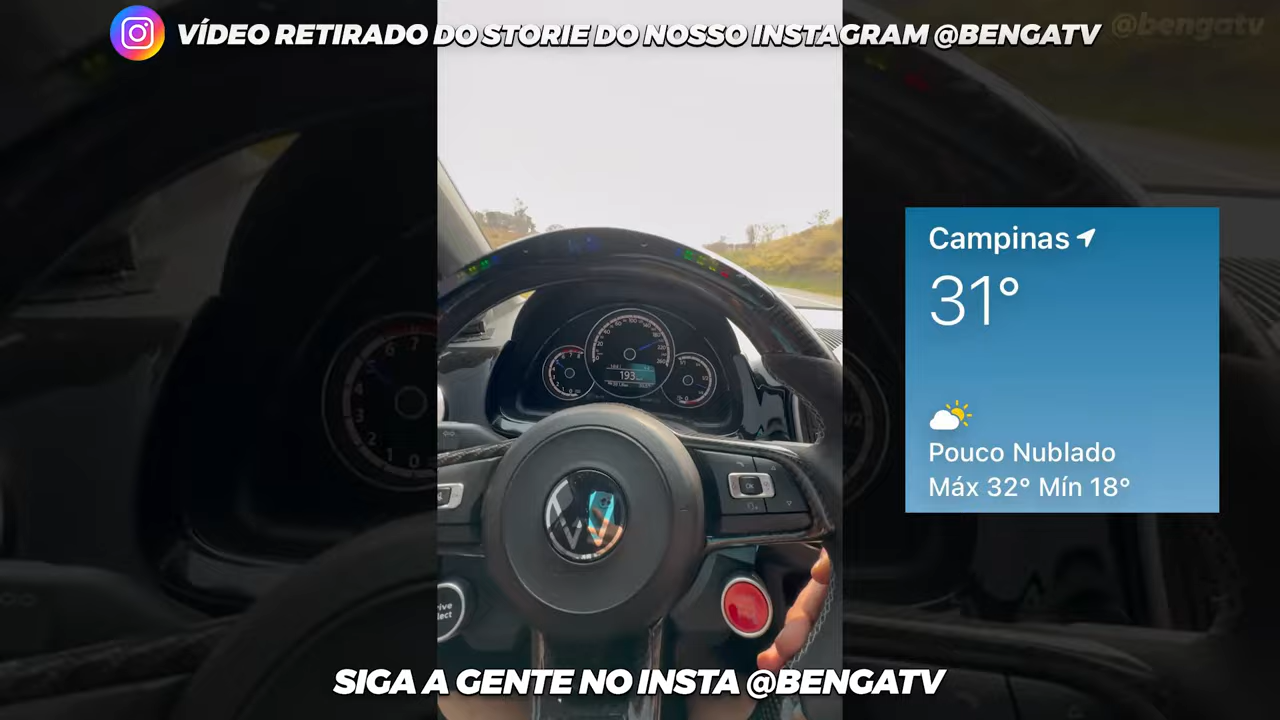 VÍDEO RETIRADO DO STORIE DO NOSSO INSTAGRAM @BENGATV
@bengatv
Campinas
31°
193
Pouco Nublado
Máx 32° Mín 18°
OK
SIGA A GENTE NO INSTA @BENGATV